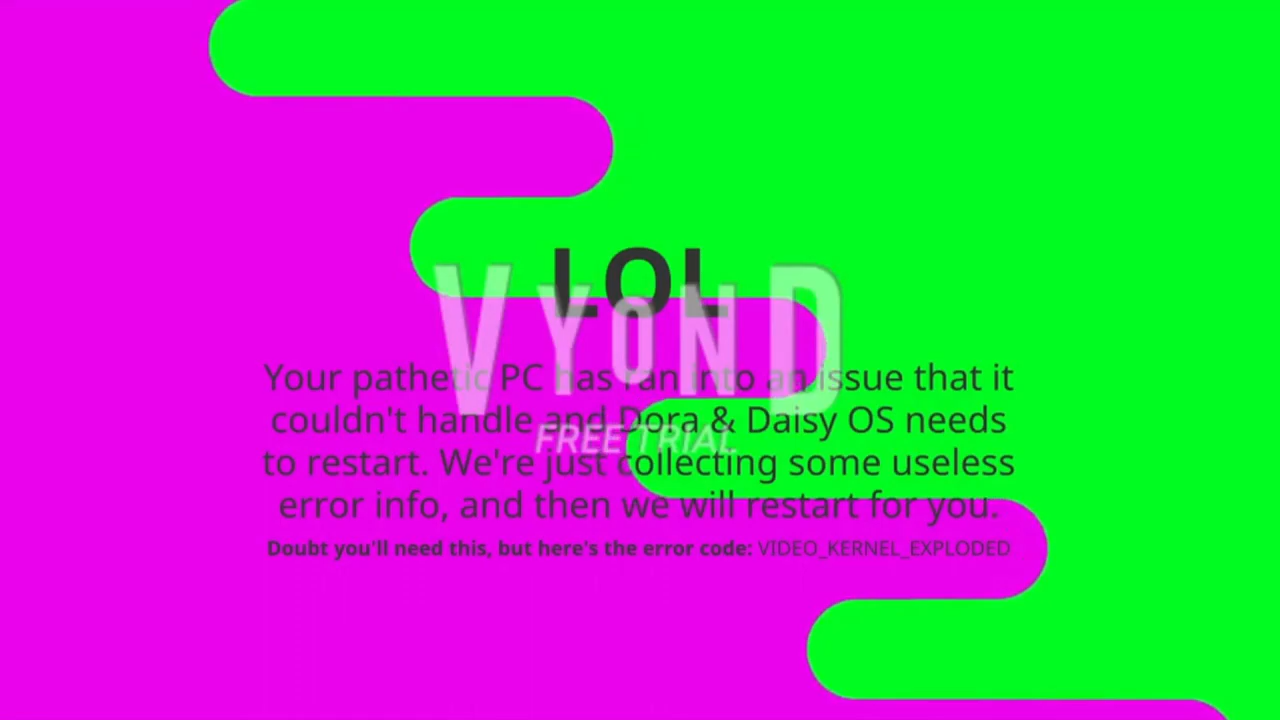 LOL
VYOND
Your pathetic PC has ran into an issue that it
couldn't handle and Dora & Daisy OS needs
FREE TRIAL
to restart. We're just collecting some useless
error info, and then we will restart for you.
Doubt you'll need this, but here's the error code: VIDEO_KERNEL_EXPLODED